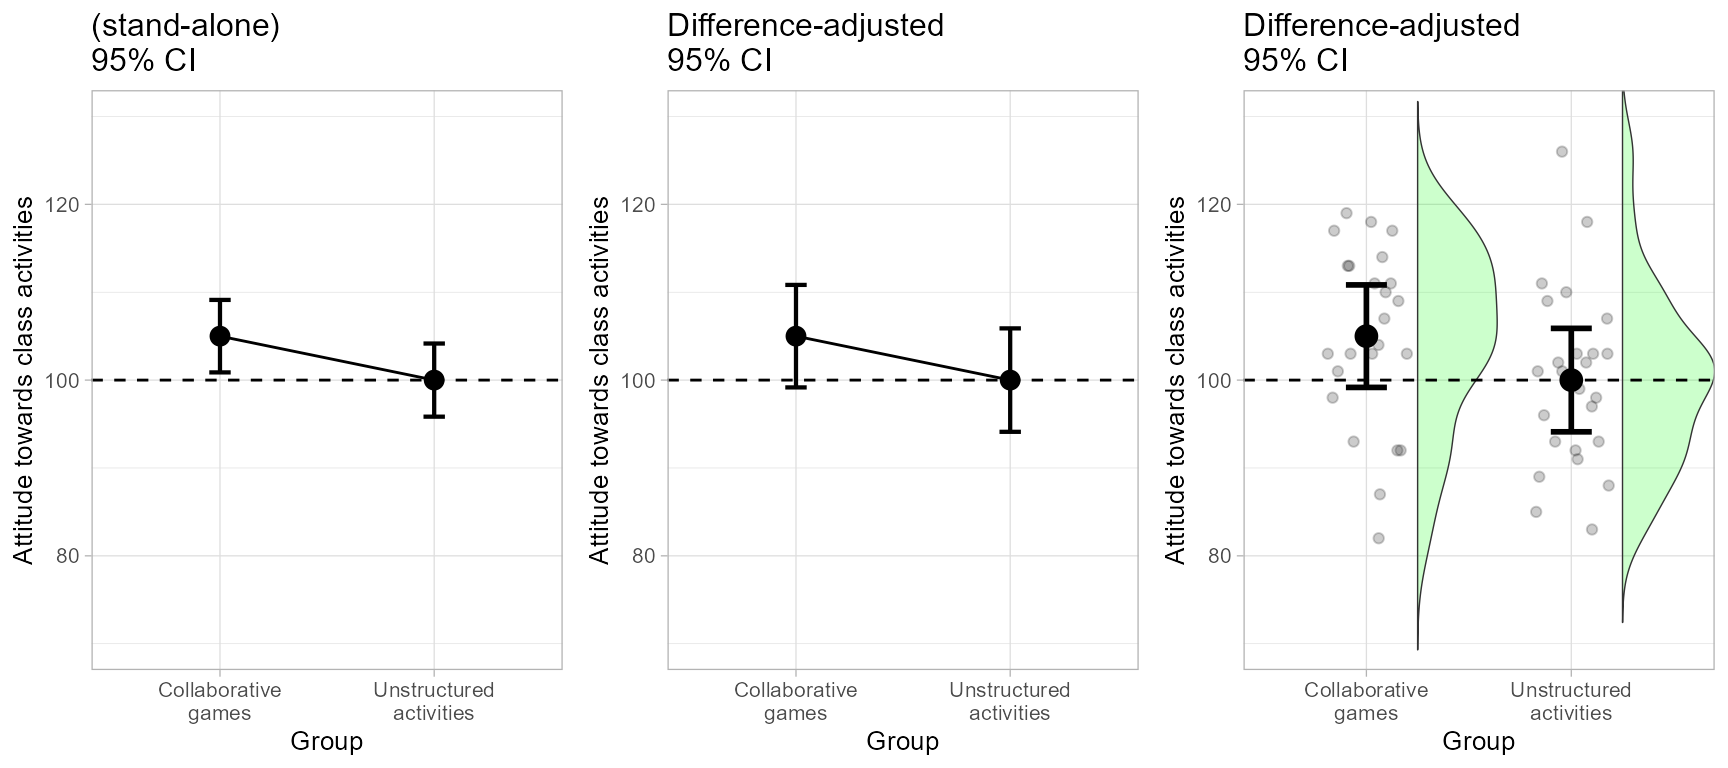 (stand-alone)
95% CI
Attitude towards class activities
120
100
80
Collaborative
games
Unstructured
activities
Group
Difference-adjusted
95% CI
Attitude towards class activities
120
100
80
Collaborative
games
Unstructured
activities
Group
Difference-adjusted
95% CI
Attitude towards class activities
120
100
80
Collaborative
games
Unstructured
activities
Group